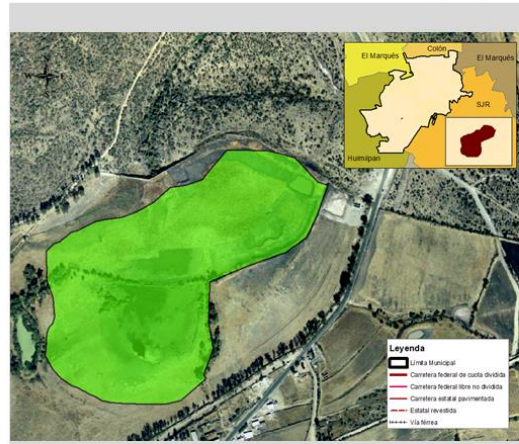 El Marqués
Colón
El Marqués
SJR
Huimilpan
Leyenda
Límite Municipal
Carretera federal de cuota dividida
Carretera federal libre no dividida
Carretera estatal pavimentada
Estatal revestida
Vía férrea